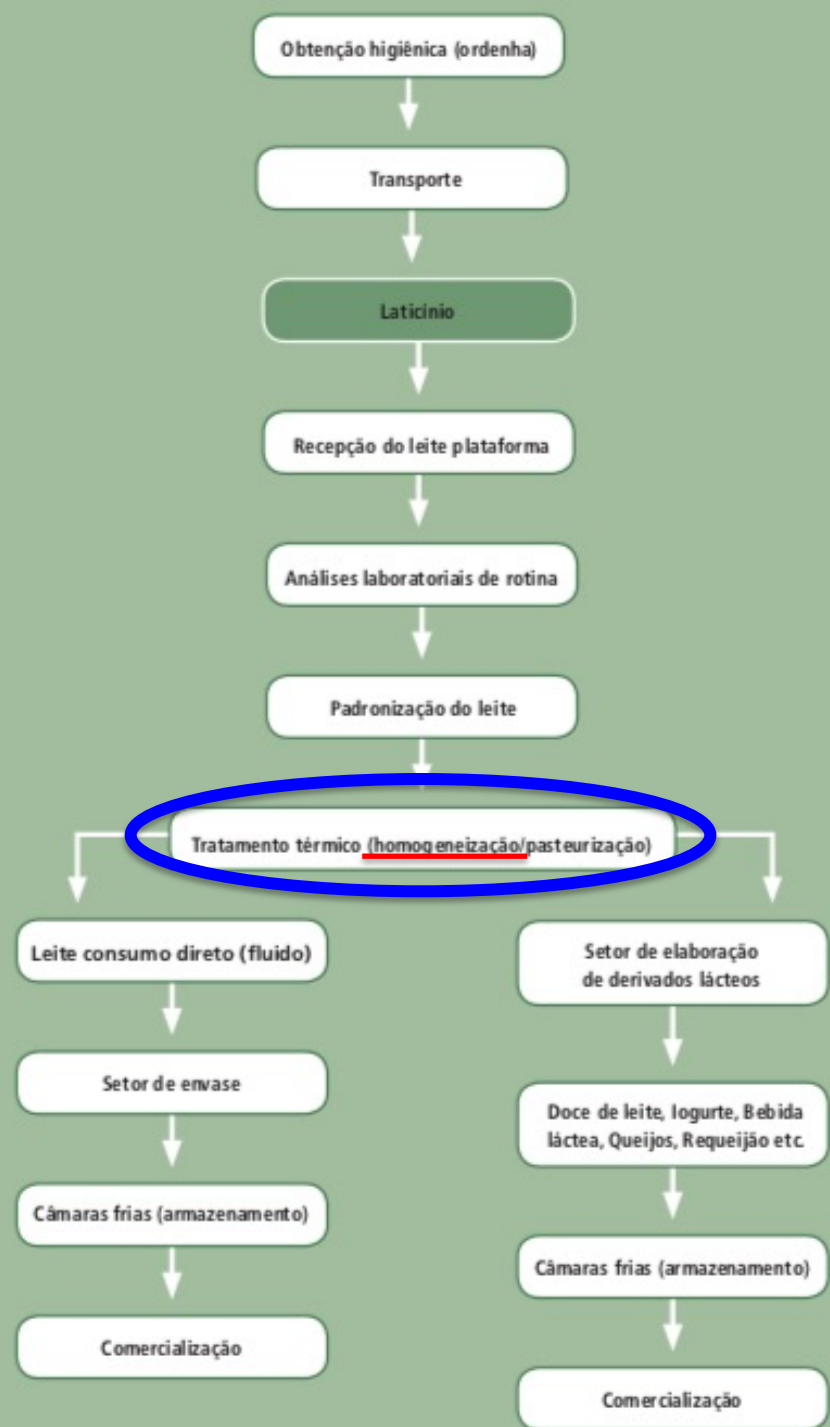 Obtenção higiênica (ordenha)
Transporte
Laticínio
Recepção do leite plataforma
Análises laboratoriais de rotina
Padronização do leite
Tratamento térmico (homogeneização/pasteurização)
Leite consumo direto (fluido)
Setor de envase
Câmaras frias (armazenamento)
Comercialização
Setor de elaboração
de derivados lácteos
Doce de leite, Iogurte, Bebida
láctea, Queijos, Requeijão etc.
Câmaras frias (armazenamento)
Comercialização